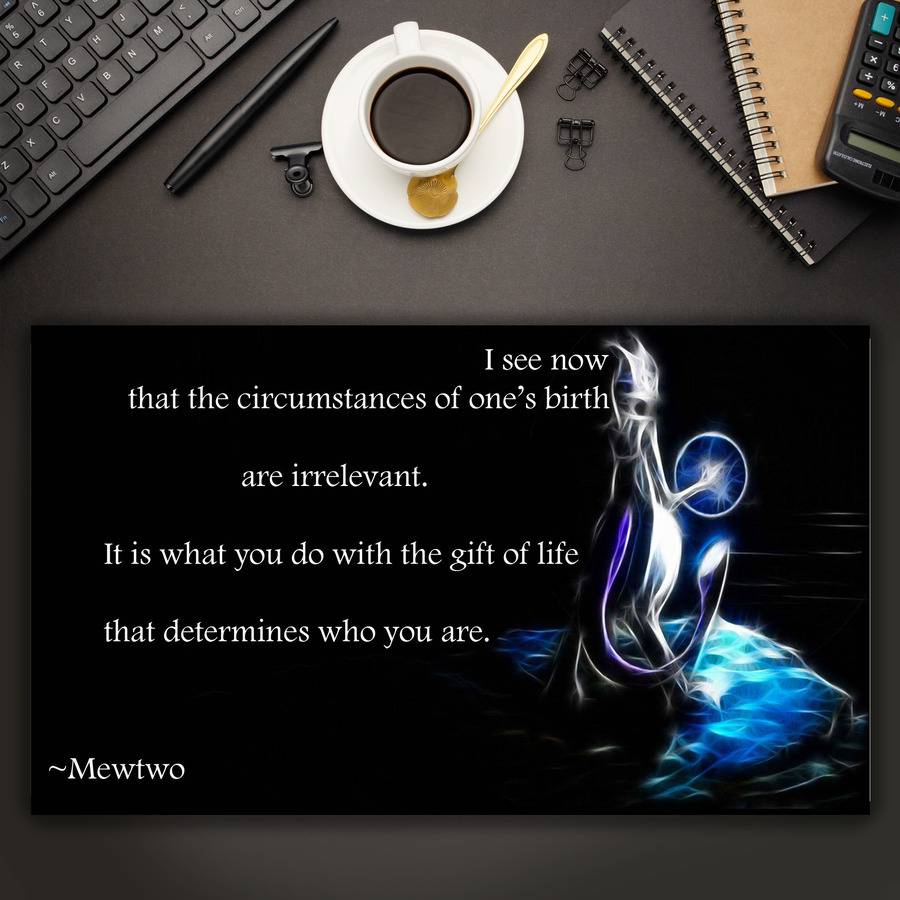 I see now
that the circumstances of one's birth
are irrelevant.
It is what you do with the gift of life
that determines who you are.
~Mewtwo